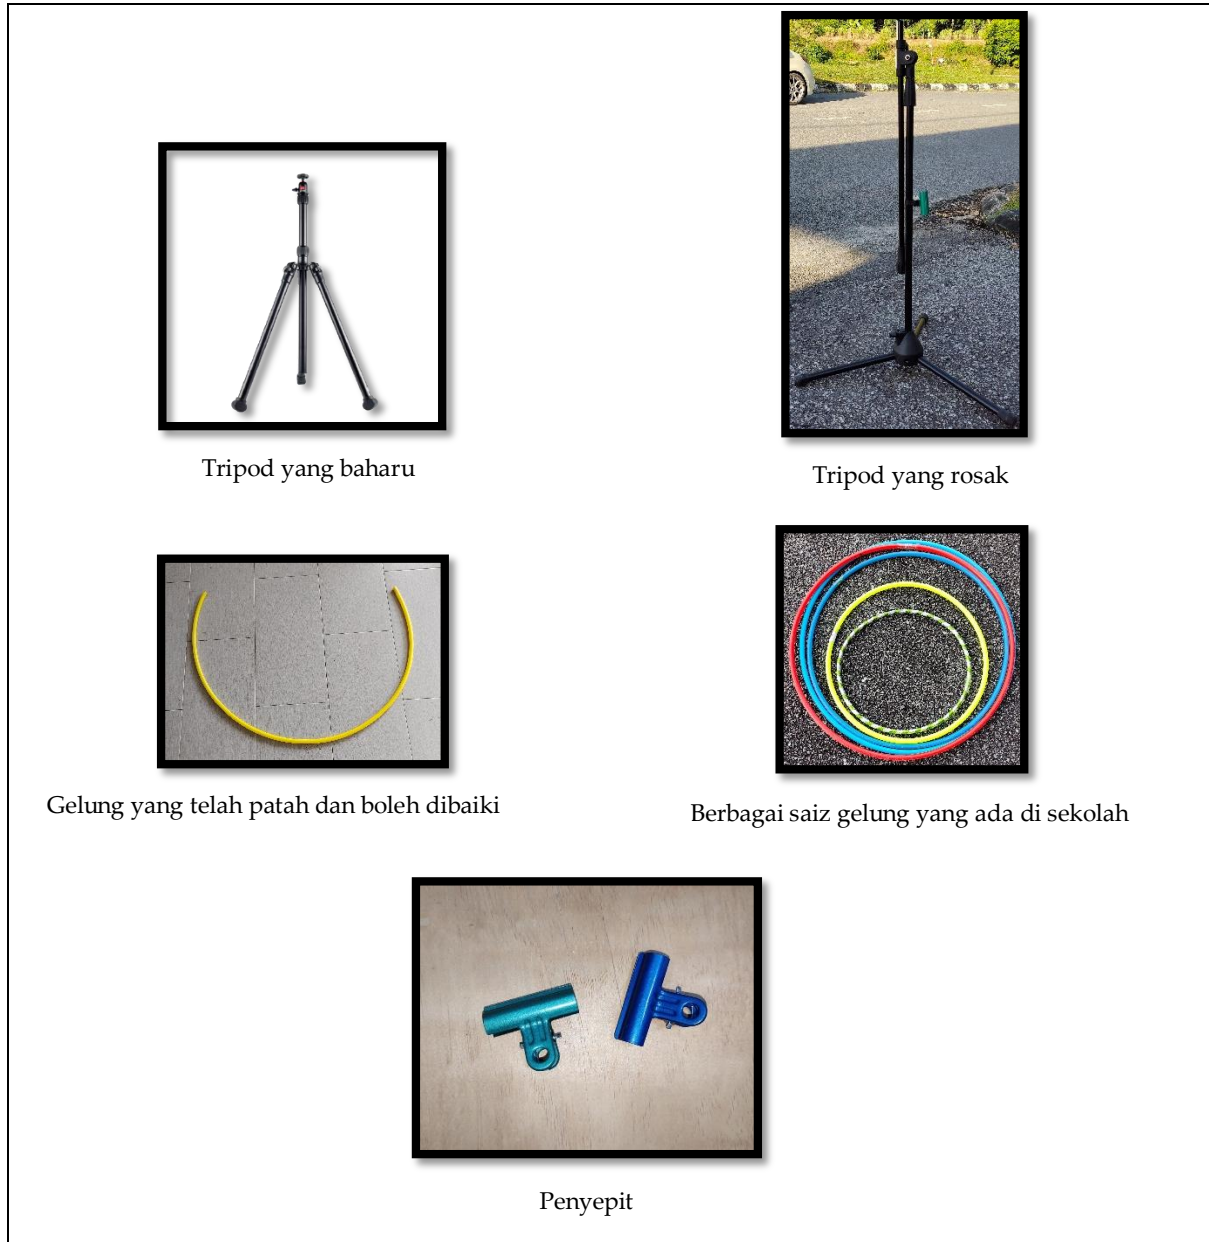 Tripod yang baharu
Tripod yang rosak
Gelung yang telah patah dan boleh dibaiki
Berbagai saiz gelung yang ada di sekolah
Penyepit